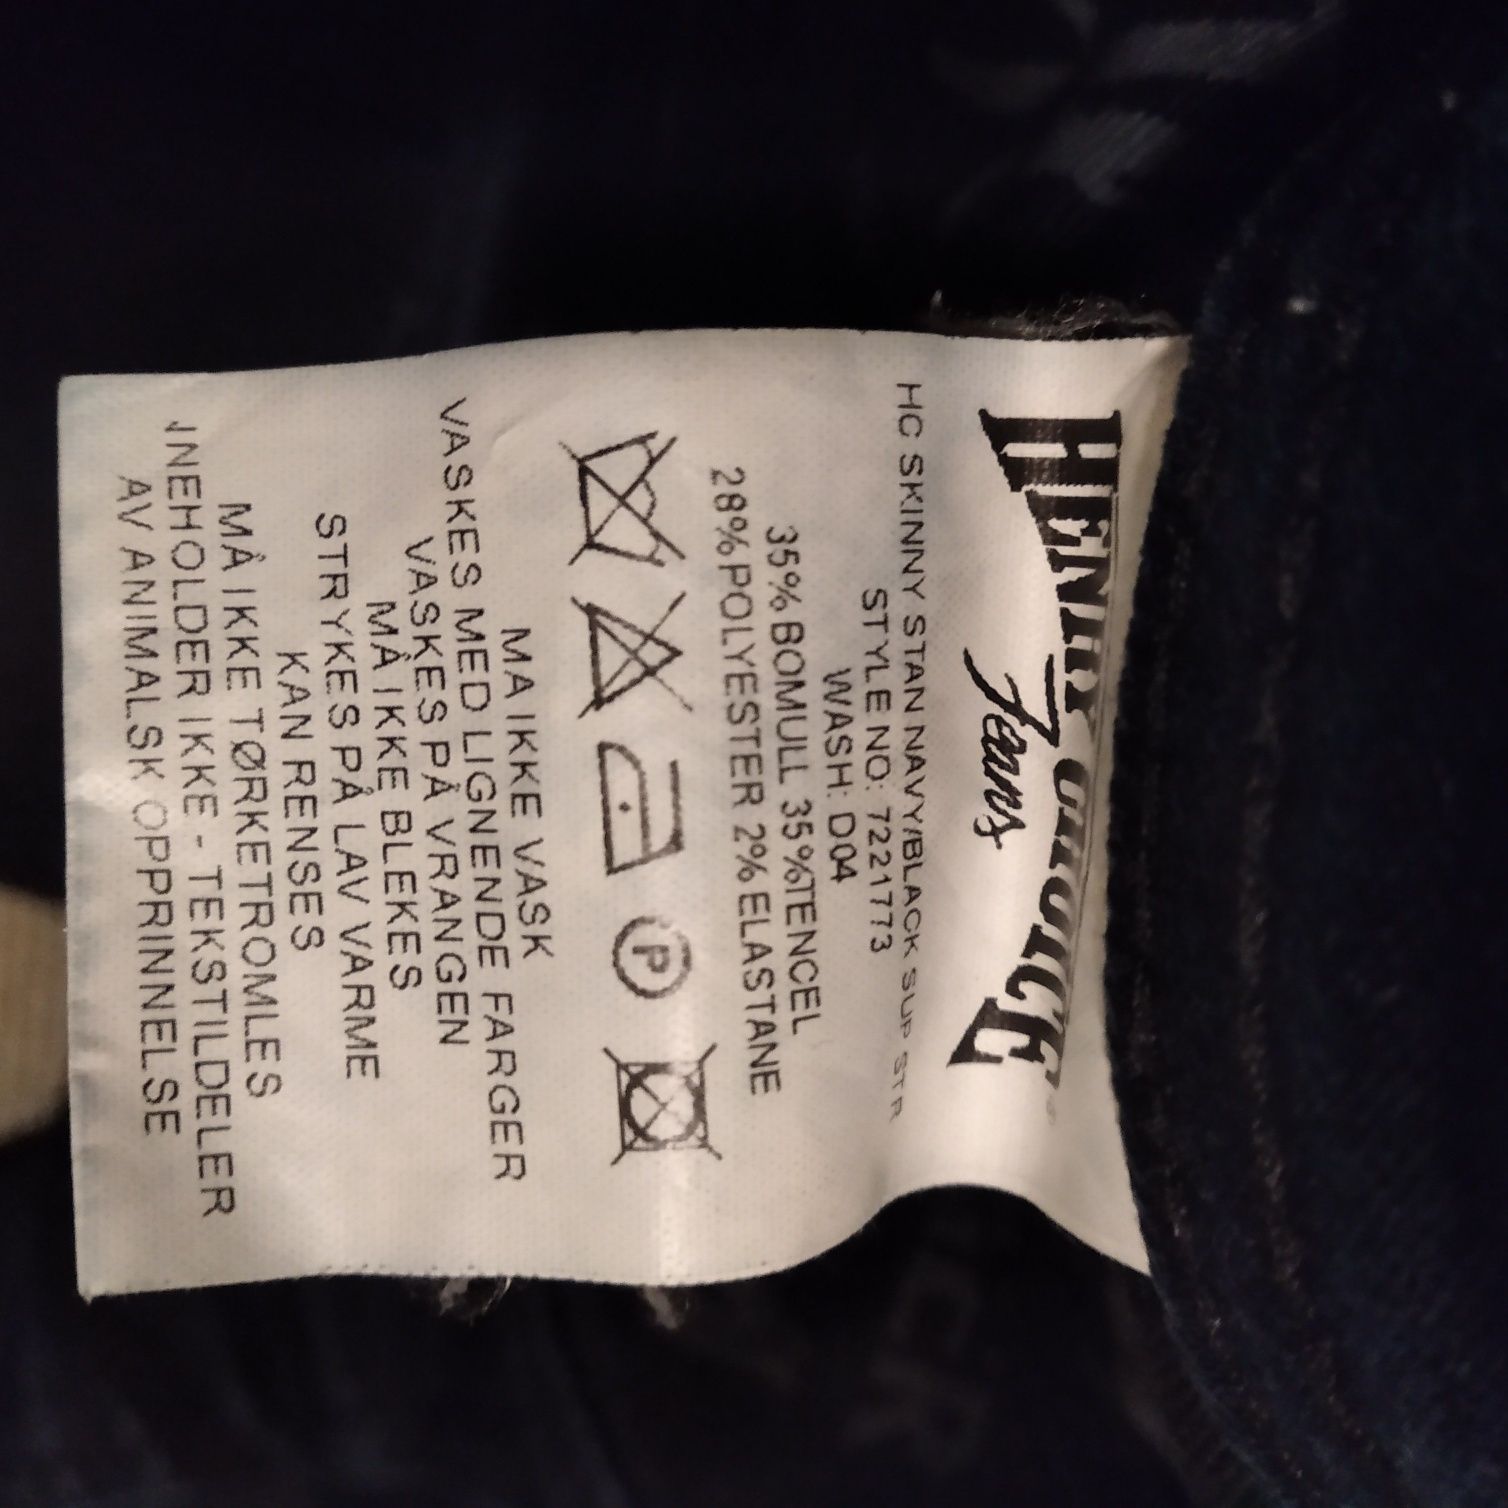 HENRY CHOICE®
Jeans
HC SKINNY STAN NAVY/BLACK SUP STR
STYLE NO: 7221773
WASH: D04
35% BOMULL 35%TENCEL
28% POLYESTER 2% ELASTANE
P
MA IKKE VASK
VASKES MED LIGNENDE FARGER
VASKES PÅ VRANGEN
MÅ IKKE BLEKES
STRYKES PÅ LAV VARME
KAN RENSES
MÅ IKKE TØRKETROMLES
INEHOLDER IKKE - TEKSTILDELER
AV ANIMALSK OPPRINNELSE